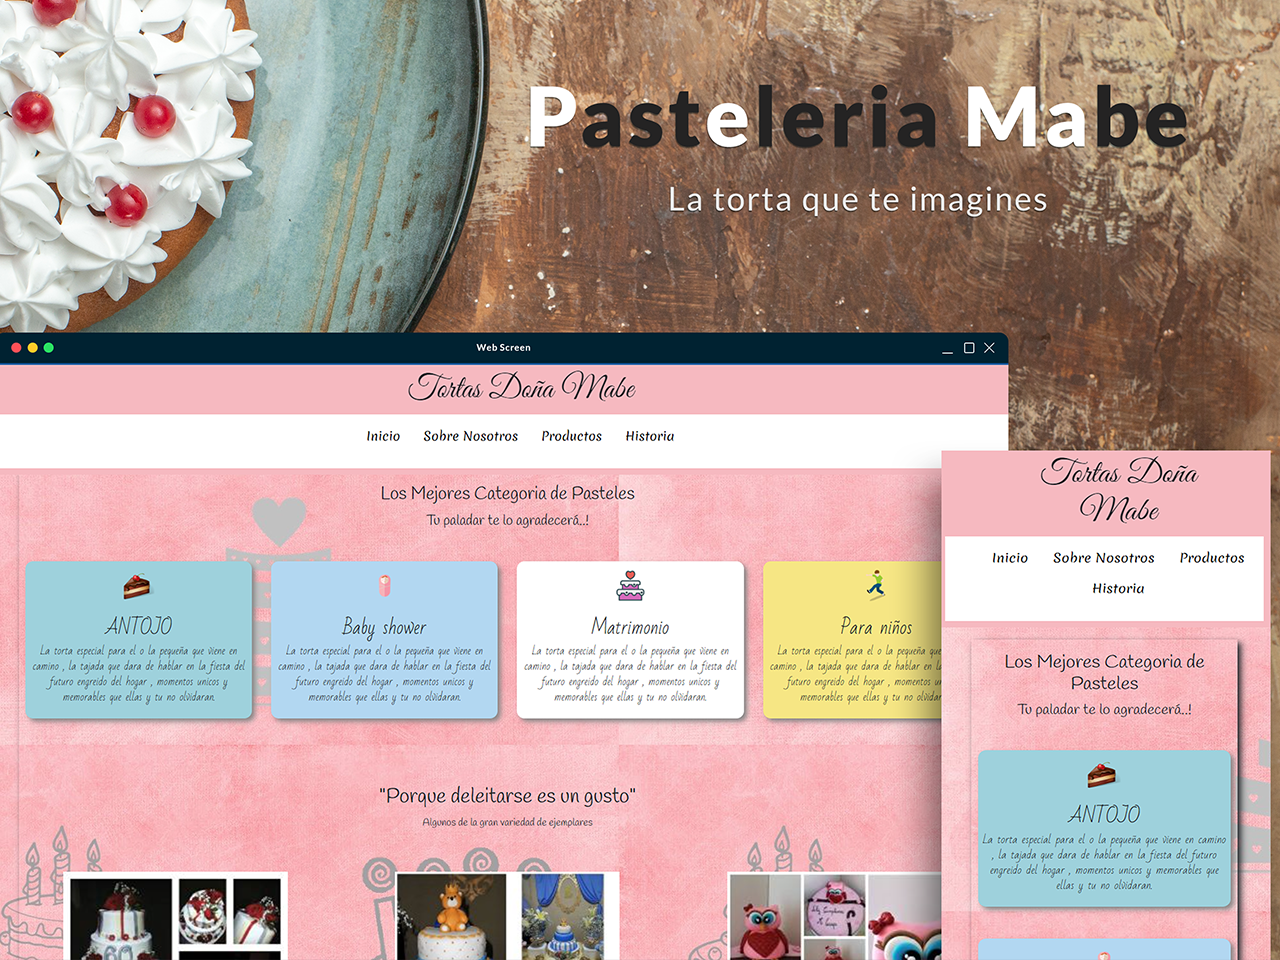 Pasteleria Mabe
La torta que te imagines
Web Screen
Tortas Doña Mabe
Inicio Sobre Nosotros Productos Historia
Los Mejores Categoria de Pasteles
Tu paladar te lo agradecerá..!
ANTOJO
La torta especial para el o la pequeña que viene en
camino , la tajada que dara de hablar en la fiesta del
futuro engreido del hogar , momentos unicos y
memorables que ellas y tu no olvidaran.
Baby shower
La torta especial para el o la pequeña que viene en
camino , la tajada que dara de hablar en la fiesta del
futuro engreido del hogar , momentos unicos y
memorables que ellas y tu no olvidaran.
Matrimonio
La torta especial para el o la pequeña que viene en
camino , la tajada que dara de hablar en la fiesta del
futuro engreido del hogar , momentos unicos y
memorables que ellas y tu no olvidaran.
Para niños
La torta especial para el o la pequeña que
camino , la tajada que dara de hablar en l
futuro engreido del hogar , momentos un
memorables que ellas y tu no olvidaran.
"Porque deleitarse es un gusto"
Algunos de la gran variedad de ejemplares
60
Tortas Doña
Mabe
Inicio Sobre Nosotros Productos
Historia
Los Mejores Categoria de
Pasteles
Tu paladar te lo agradecerá..!
ANTOJO
La torta especial para el o la pequeña que viene en camino
, la tajada que dara de hablar en la fiesta del futuro
engreido del hogar , momentos unicos y memorables que
ellas y tu no olvidaran.